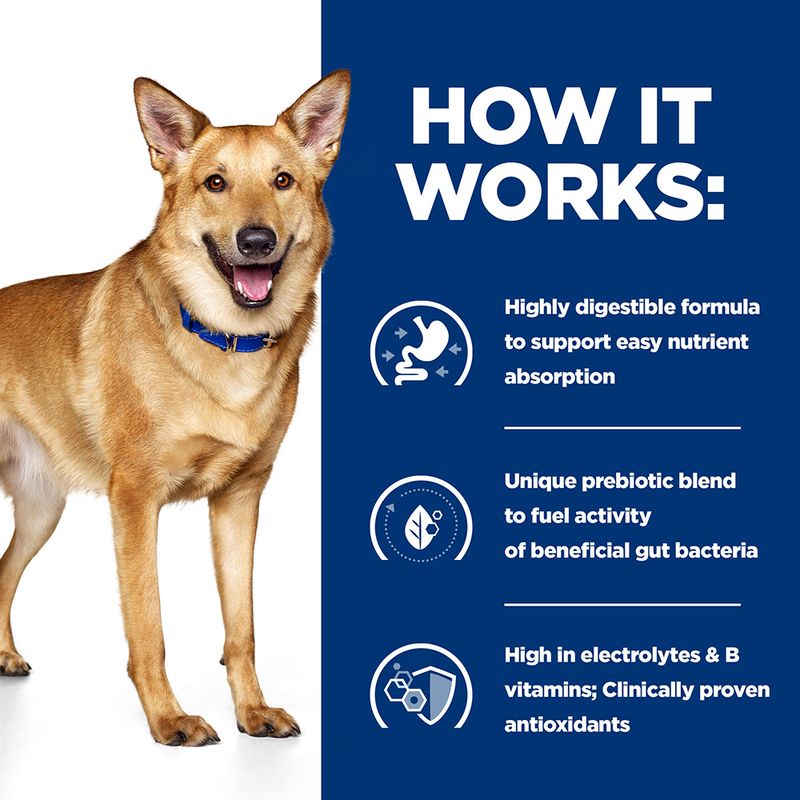 HOW IT
WORKS:
Highly digestible formula
to support easy nutrient
absorption
Unique prebiotic blend
to fuel activity
of beneficial gut bacteria
High in electrolytes & B
vitamins; Clinically proven
antioxidants